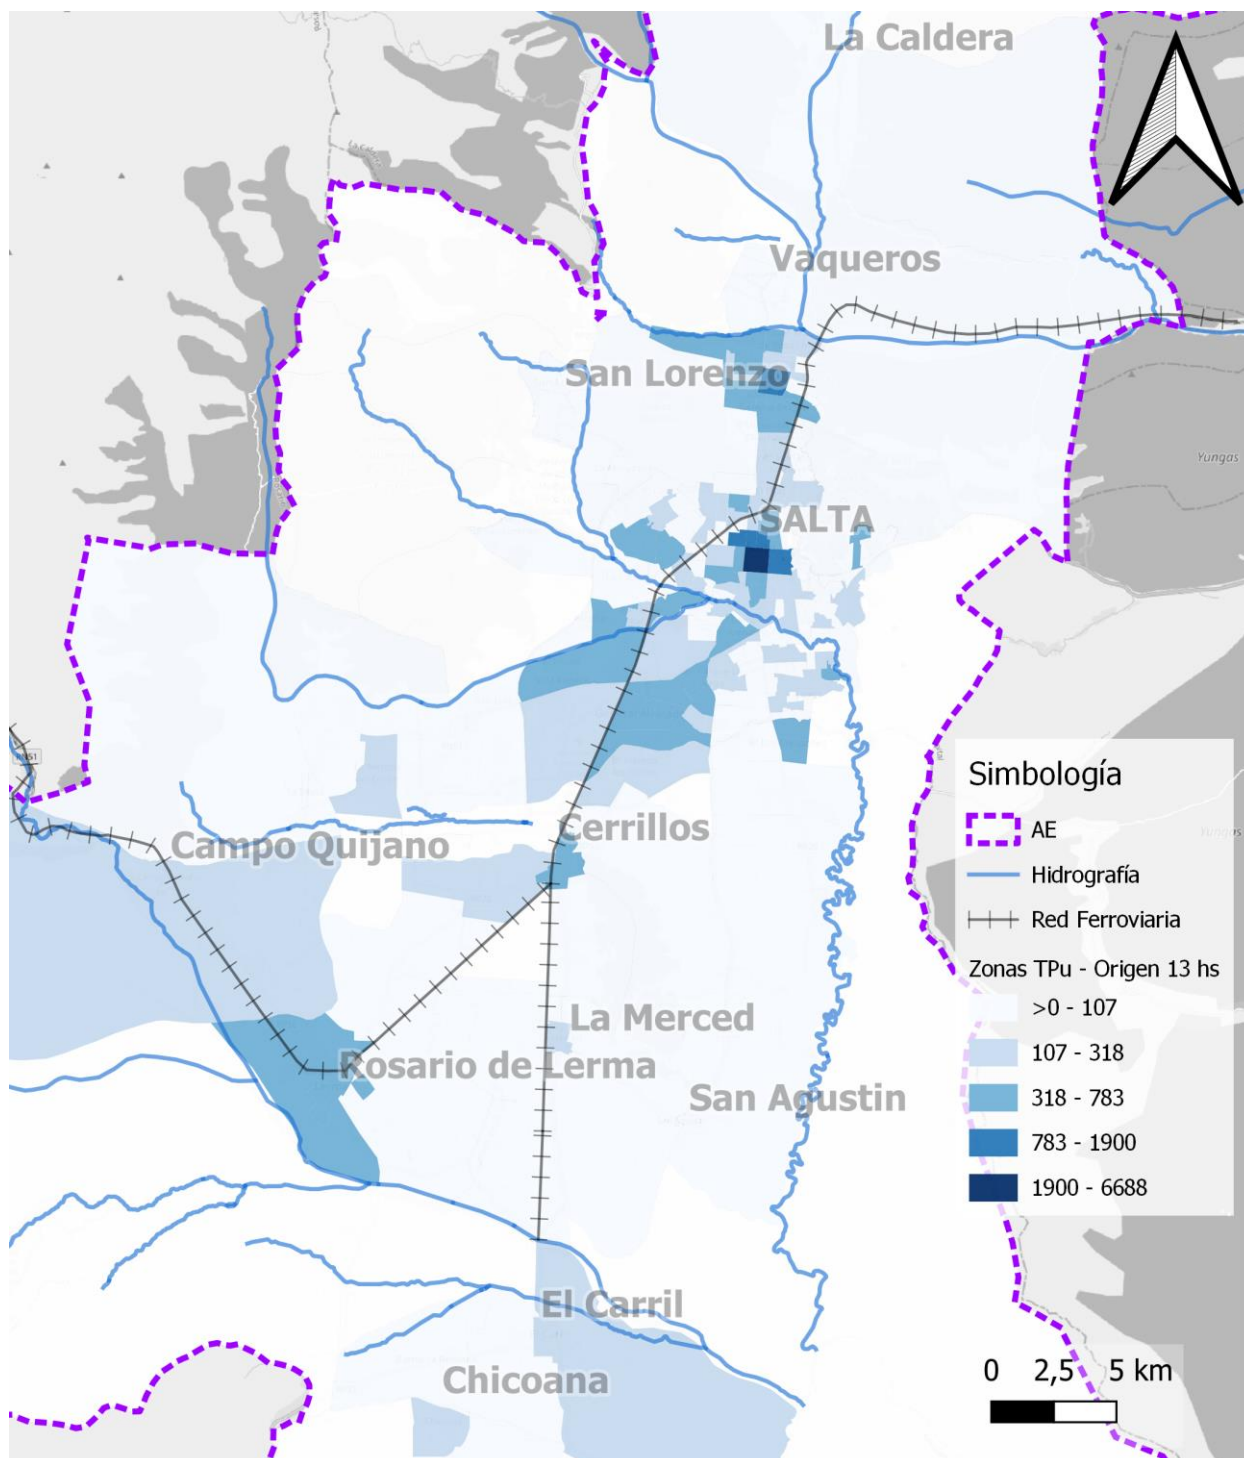 La Caldera
Vaqueros
San Lorenzo
Yungas
SALTA
RN51
Cerrillos
Campo Quijano
La Merced
Rosario de Lerma
San Agustin
El Carril
Chicoana
Simbología
AE
Hidrografía
Red Ferroviaria
Zonas TPu - Origen 13 hs
>0 - 107
107 - 318
318 - 783
783 - 1900
1900 - 6688
Yungas
0 2,5 5 km